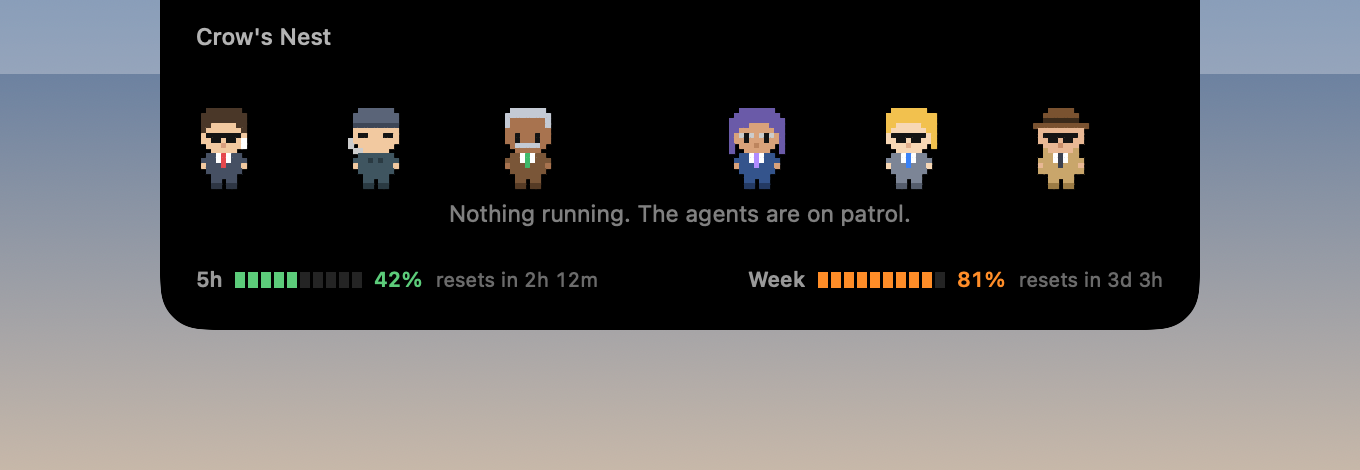 Crow's Nest
Nothing running. The agents are on patrol.
5h 42% resets in 2h 12m Week 81% resets in 3d 3h